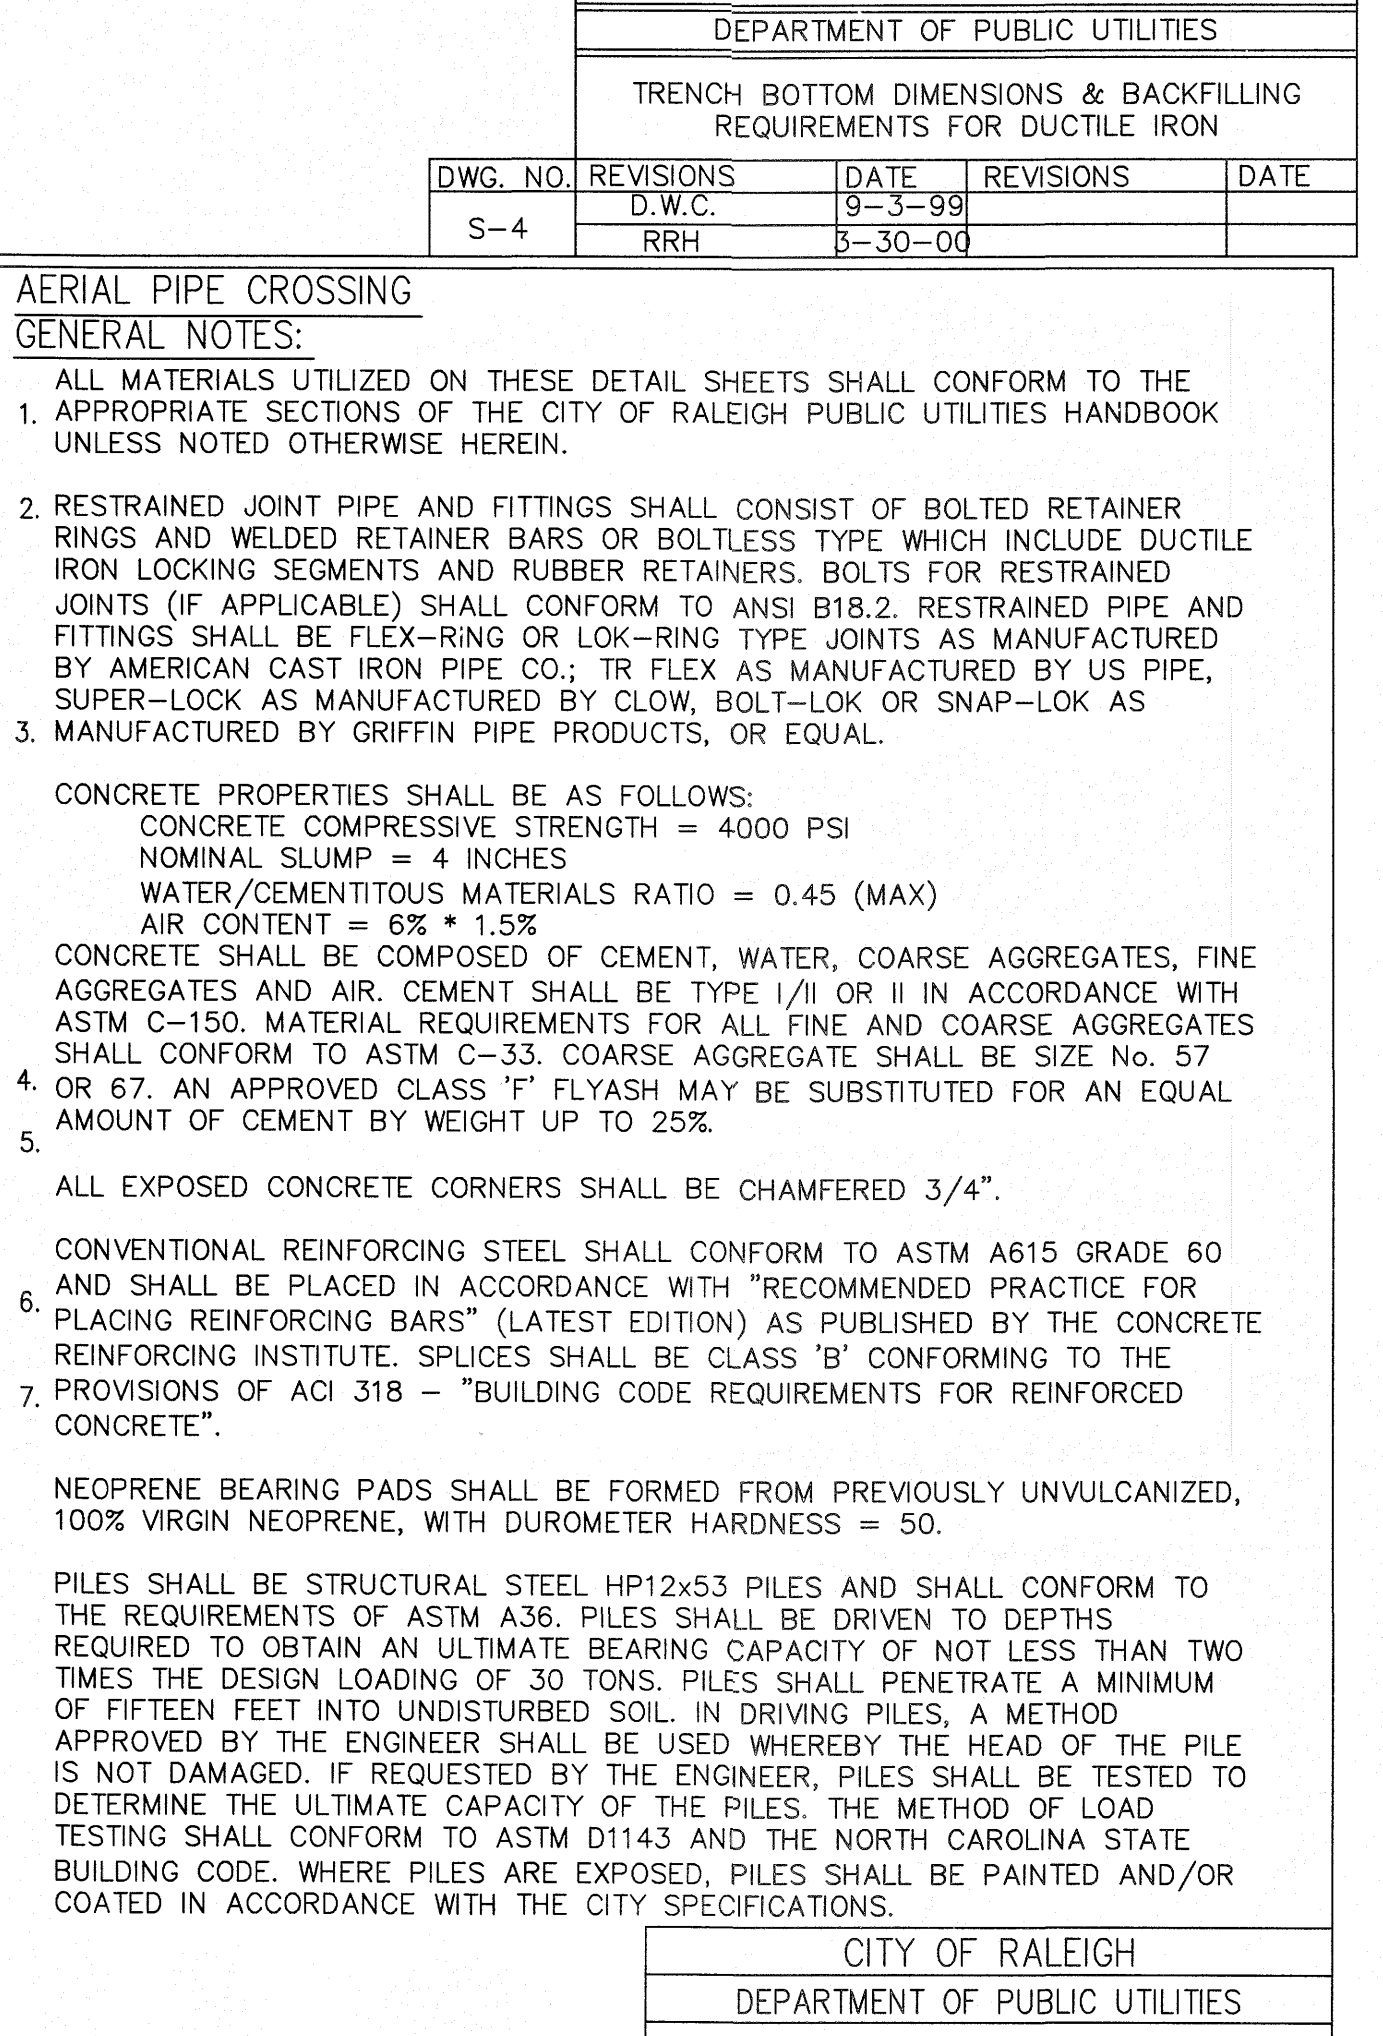 DEPARTMENT OF PUBLIC UTILITIES
TRENCH BOTTOM DIMENSIONS & BACKFILLING
REQUIREMENTS FOR DUCTILE IRON
DWG. NO. REVISIONS DATE REVISIONS DATE
D.W.C. 9-3-99
S-4
RRH 3-30-00
AERIAL PIPE CROSSING
GENERAL NOTES:
ALL MATERIALS UTILIZED ON THESE DETAIL SHEETS SHALL CONFORM TO THE
1. APPROPRIATE SECTIONS OF THE CITY OF RALEIGH PUBLIC UTILITIES HANDBOOK
UNLESS NOTED OTHERWISE HEREIN.
2. RESTRAINED JOINT PIPE AND FITTINGS SHALL CONSIST OF BOLTED RETAINER
RINGS AND WELDED RETAINER BARS OR BOLTLESS TYPE WHICH INCLUDE DUCTILE
IRON LOCKING SEGMENTS AND RUBBER RETAINERS. BOLTS FOR RESTRAINED
JOINTS (IF APPLICABLE) SHALL CONFORM TO ANSI B18.2. RESTRAINED PIPE AND
FITTINGS SHALL BE FLEX-RiNG OR LOK-RING TYPE JOINTS AS MANUFACTURED
BY AMERICAN CAST IRON PIPE CO.; TR FLEX AS MANUFACTURED BY US PIPE,
SUPER-LOCK AS MANUFACTURED BY CLOW, BOLT-LOK OR SNAP-LOK AS
3. MANUFACTURED BY GRIFFIN PIPE PRODUCTS, OR EQUAL.
CONCRETE PROPERTIES SHALL BE AS FOLLOWS:
CONCRETE COMPRESSIVE STRENGTH = 4000 PSI
NOMINAL SLUMP = 4 INCHES
WATER/CEMENTITOUS MATERIALS RATIO = 0.45 (MAX)
AIR CONTENT = 6% * 1.5%
CONCRETE SHALL BE COMPOSED OF CEMENT, WATER, COARSE AGGREGATES, FINE
AGGREGATES AND AIR. CEMENT SHALL BE TYPE I/II OR II IN ACCORDANCE WITH
ASTM C-150. MATERIAL REQUIREMENTS FOR ALL FINE AND COARSE AGGREGATES
SHALL CONFORM TO ASTM C-33. COARSE AGGREGATE SHALL BE SIZE No. 57
4. OR 67. AN APPROVED CLASS 'F' FLYASH MAY BE SUBSTITUTED FOR AN EQUAL
AMOUNT OF CEMENT BY WEIGHT UP TO 25%.
5.
ALL EXPOSED CONCRETE CORNERS SHALL BE CHAMFERED 3/4".
CONVENTIONAL REINFORCING STEEL SHALL CONFORM TO ASTM A615 GRADE 60
AND SHALL BE PLACED IN ACCORDANCE WITH "RECOMMENDED PRACTICE FOR
6. PLACING REINFORCING BARS" (LATEST EDITION) AS PUBLISHED BY THE CONCRETE
REINFORCING INSTITUTE. SPLICES SHALL BE CLASS 'B' CONFORMING TO THE
7. PROVISIONS OF ACI 318 - "BUILDING CODE REQUIREMENTS FOR REINFORCED
CONCRETE".
NEOPRENE BEARING PADS SHALL BE FORMED FROM PREVIOUSLY UNVULCANIZED,
100% VIRGIN NEOPRENE, WITH DUROMETER HARDNESS = 50.
PILES SHALL BE STRUCTURAL STEEL HP12x53 PILES AND SHALL CONFORM TO
THE REQUIREMENTS OF ASTM A36. PILES SHALL BE DRIVEN TO DEPTHS
REQUIRED TO OBTAIN AN ULTIMATE BEARING CAPACITY OF NOT LESS THAN TWO
TIMES THE DESIGN LOADING OF 30 TONS. PILES SHALL PENETRATE A MINIMUM
OF FIFTEEN FEET INTO UNDISTURBED SOIL. IN DRIVING PILES, A METHOD
APPROVED BY THE ENGINEER SHALL BE USED WHEREBY THE HEAD OF THE PILE
IS NOT DAMAGED. IF REQUESTED BY THE ENGINEER, PILES SHALL BE TESTED TO
DETERMINE THE ULTIMATE CAPACITY OF THE PILES. THE METHOD OF LOAD
TESTING SHALL CONFORM TO ASTM D1143 AND THE NORTH CAROLINA STATE
BUILDING CODE. WHERE PILES ARE EXPOSED, PILES SHALL BE PAINTED AND/OR
COATED IN ACCORDANCE WITH THE CITY SPECIFICATIONS.
CITY OF RALEIGH
DEPARTMENT OF PUBLIC UTILITIES